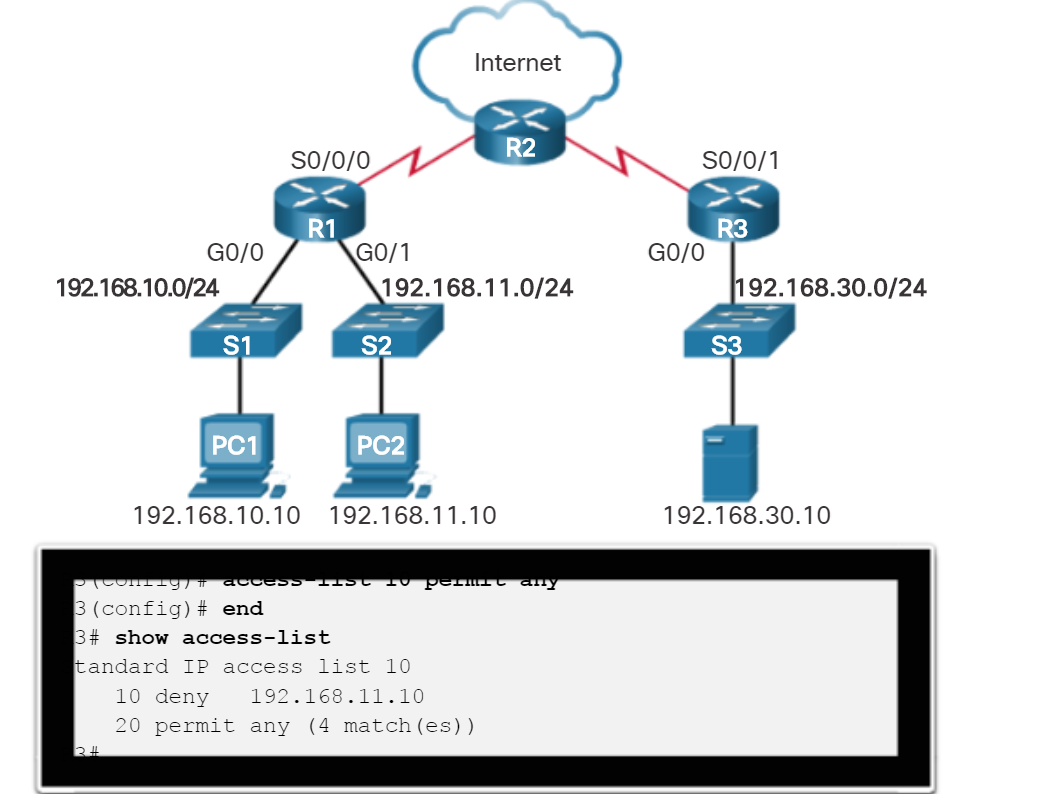 Internet
R2
S0/0/0
S0/0/1
R1
R3
G0/0
G0/1
G0/0
192.168.10.0/24
192.168.11.0/24
192.168.30.0/24
S1
S2
S3
PC1
PC2
192.168.10.10
192.168.11.10
192.168.30.10
3(config)# access-list 10 permit any
3(config)# end
3# show access-list
tandard IP access list 10
10 deny 192.168.11.10
20 permit any (4 match(es))
3#